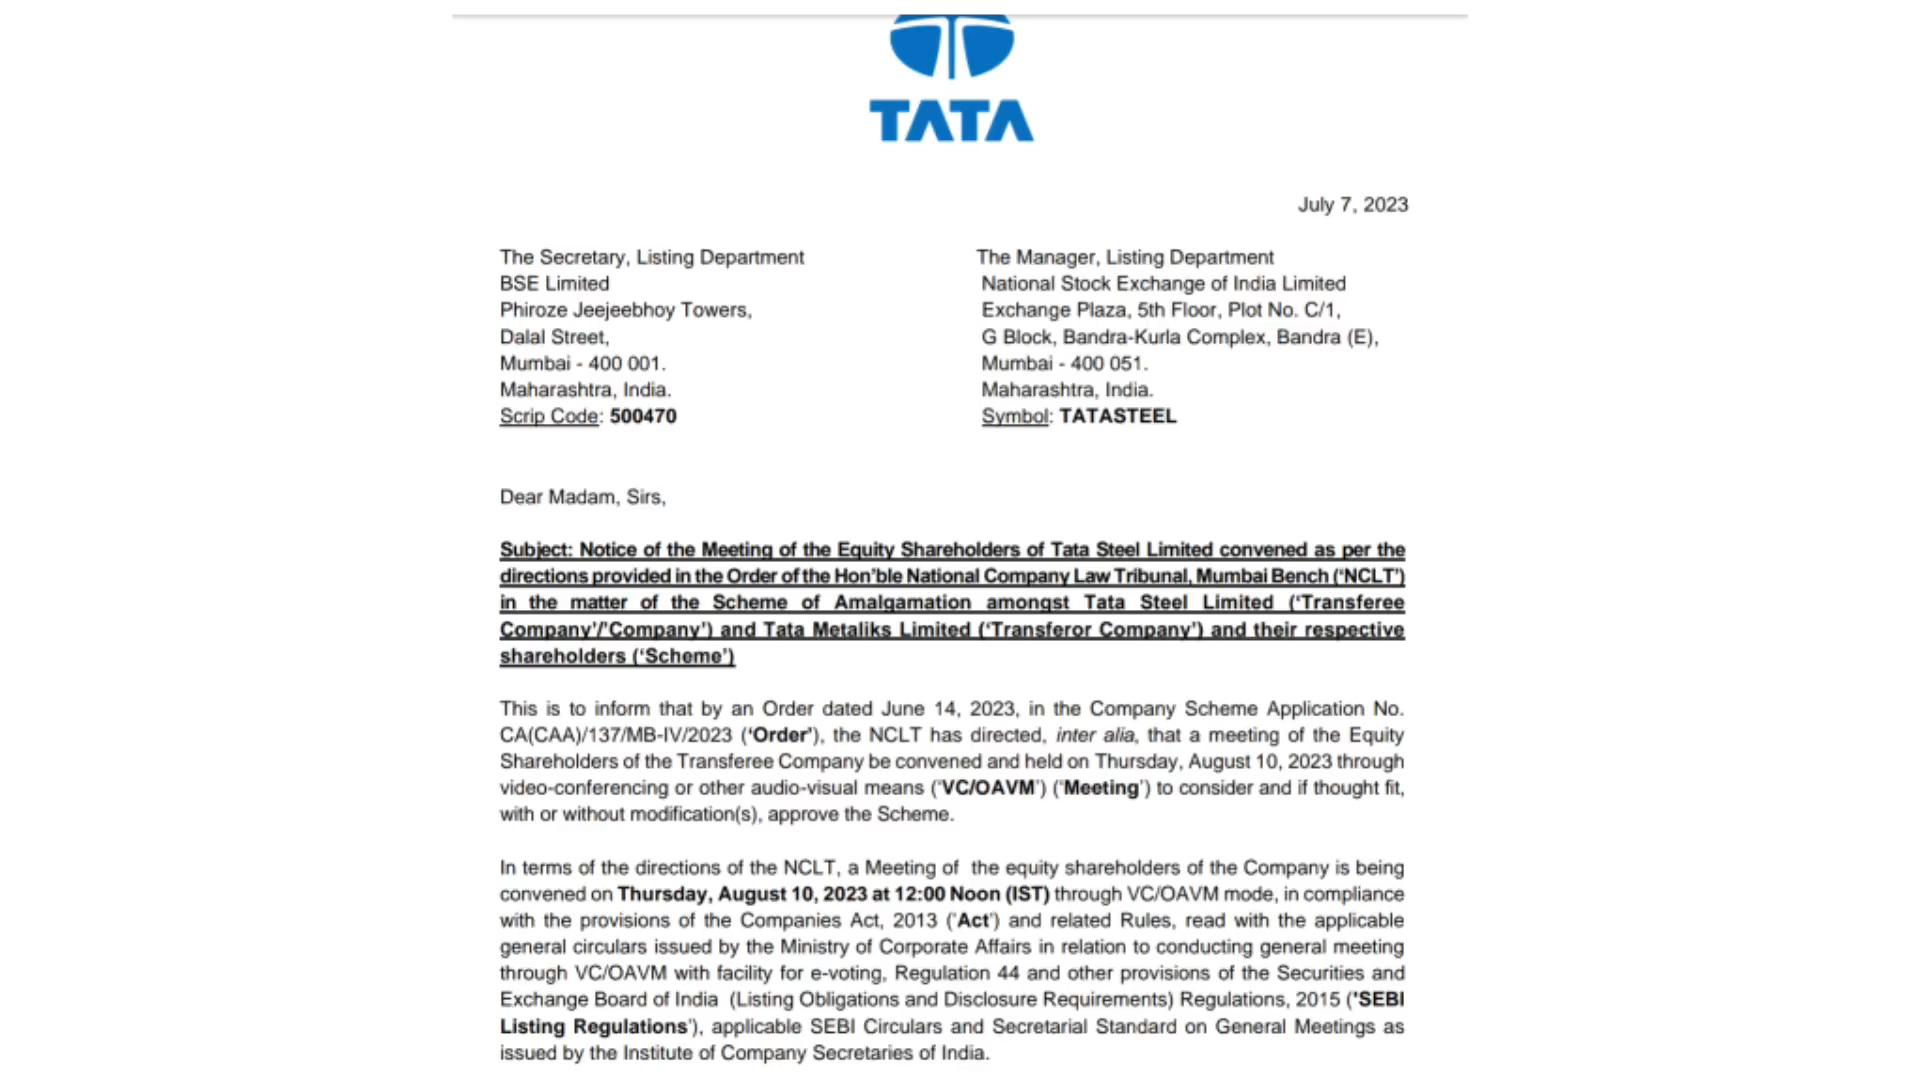 TATA
July 7, 2023
The Secretary, Listing Department
BSE Limited
Phiroze Jeejeebhoy Towers,
Dalal Street,
Mumbai - 400 001.
Maharashtra, India.
Scrip Code: 500470
The Manager, Listing Department
National Stock Exchange of India Limited
Exchange Plaza, 5th Floor, Plot No. C/1,
G Block, Bandra-Kurla Complex, Bandra (E),
Mumbai - 400 051.
Maharashtra, India.
Symbol: TATASTEEL
Dear Madam, Sirs,
Subject: Notice of the Meeting of the Equity Shareholders of Tata Steel Limited convened as per the
directions provided in the Order of the Hon’ble National Company Law Tribunal, Mumbai Bench (‘NCLT’)
in the matter of the Scheme of Amalgamation amongst Tata Steel Limited (‘Transferee
Company’/’Company’) and Tata Metaliks Limited (‘Transferor Company’) and their respective
shareholders (‘Scheme’)
This is to inform that by an Order dated June 14, 2023, in the Company Scheme Application No.
CA(CAA)/137/MB-IV/2023 (‘Order’), the NCLT has directed, inter alia, that a meeting of the Equity
Shareholders of the Transferee Company be convened and held on Thursday, August 10, 2023 through
video-conferencing or other audio-visual means (‘VC/OAVM’) (‘Meeting’) to consider and if thought fit,
with or without modification(s), approve the Scheme.
In terms of the directions of the NCLT, a Meeting of the equity shareholders of the Company is being
convened on Thursday, August 10, 2023 at 12:00 Noon (IST) through VC/OAVM mode, in compliance
with the provisions of the Companies Act, 2013 (‘Act’) and related Rules, read with the applicable
general circulars issued by the Ministry of Corporate Affairs in relation to conducting general meeting
through VC/OAVM with facility for e-voting, Regulation 44 and other provisions of the Securities and
Exchange Board of India (Listing Obligations and Disclosure Requirements) Regulations, 2015 ('SEBI
Listing Regulations'), applicable SEBI Circulars and Secretarial Standard on General Meetings as
issued by the Institute of Company Secretaries of India.